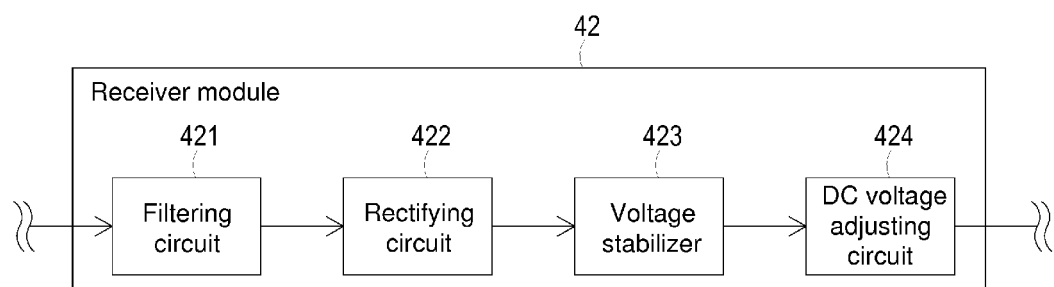 42
Receiver module
421
422
423
424
Filtering
circuit
Rectifying
circuit
Voltage
stabilizer
DC voltage
adjusting
circuit